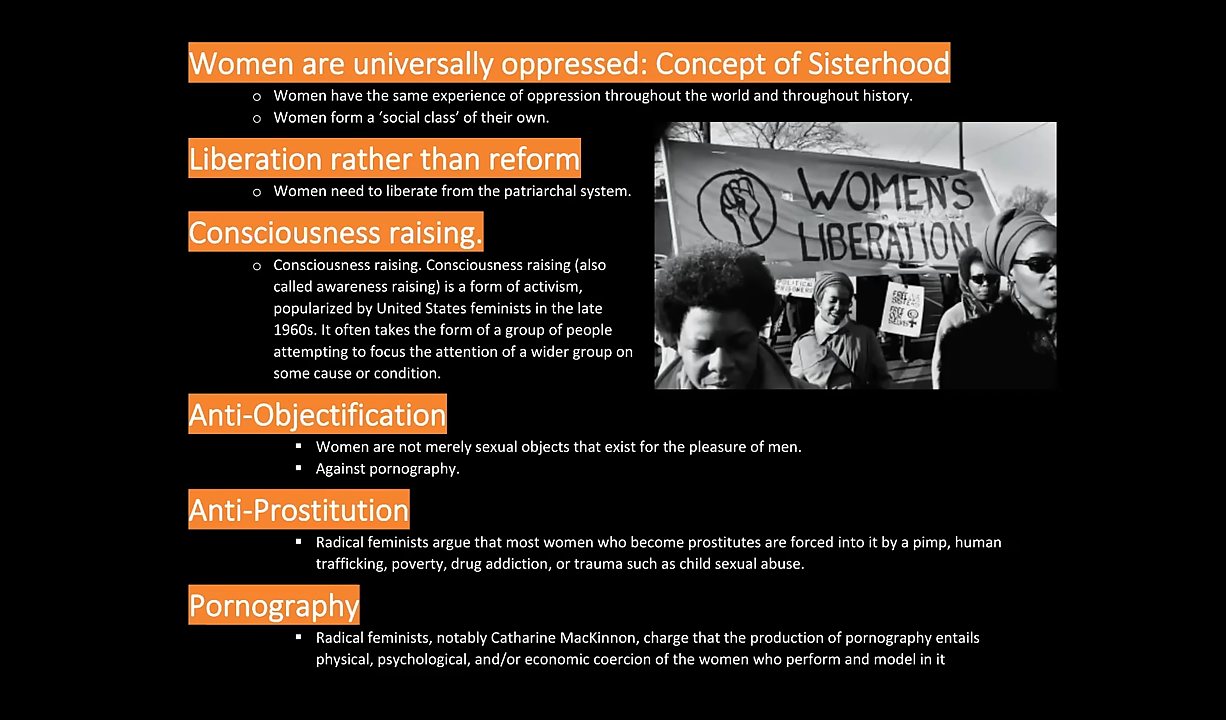 Women are universally oppressed: Concept of Sisterhood
Women have the same experience of oppression throughout the world and throughout history.
Women form a ‘social class’ of their own.
Liberation rather than reform
Women need to liberate from the patriarchal system.
Consciousness raising.
Consciousness raising. Consciousness raising (also
called awareness raising) is a form of activism,
popularized by United States feminists in the late
1960s. It often takes the form of a group of people
attempting to focus the attention of a wider group on
some cause or condition.
WOMEN'S
LIBERATION
FREE OUR
SISTERS
FREE
Anti-Objectification
Women are not merely sexual objects that exist for the pleasure of men.
Against pornography.
Anti-Prostitution
Radical feminists argue that most women who become prostitutes are forced into it by a pimp, human
trafficking, poverty, drug addiction, or trauma such as child sexual abuse.
Pornography
Radical feminists, notably Catharine MacKinnon, charge that the production of pornography entails
physical, psychological, and/or economic coercion of the women who perform and model in it